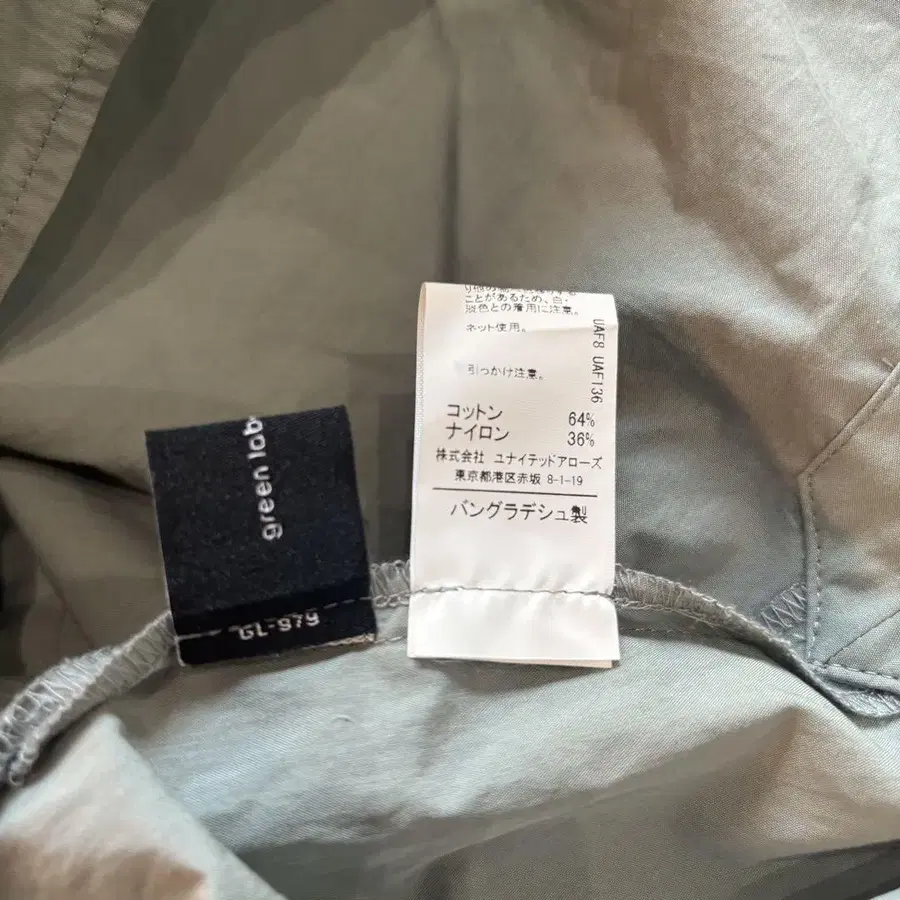 ことがあるため、白・
淡色との着用に注意。
ネット使用。
引っかけ注意。
UAF8 UAF136
コットン 64%
ナイロン 36%
株式会社 ユナイテッドアローズ
東京都港区赤坂 8-1-19
バングラデシュ製
green lab
GL-979